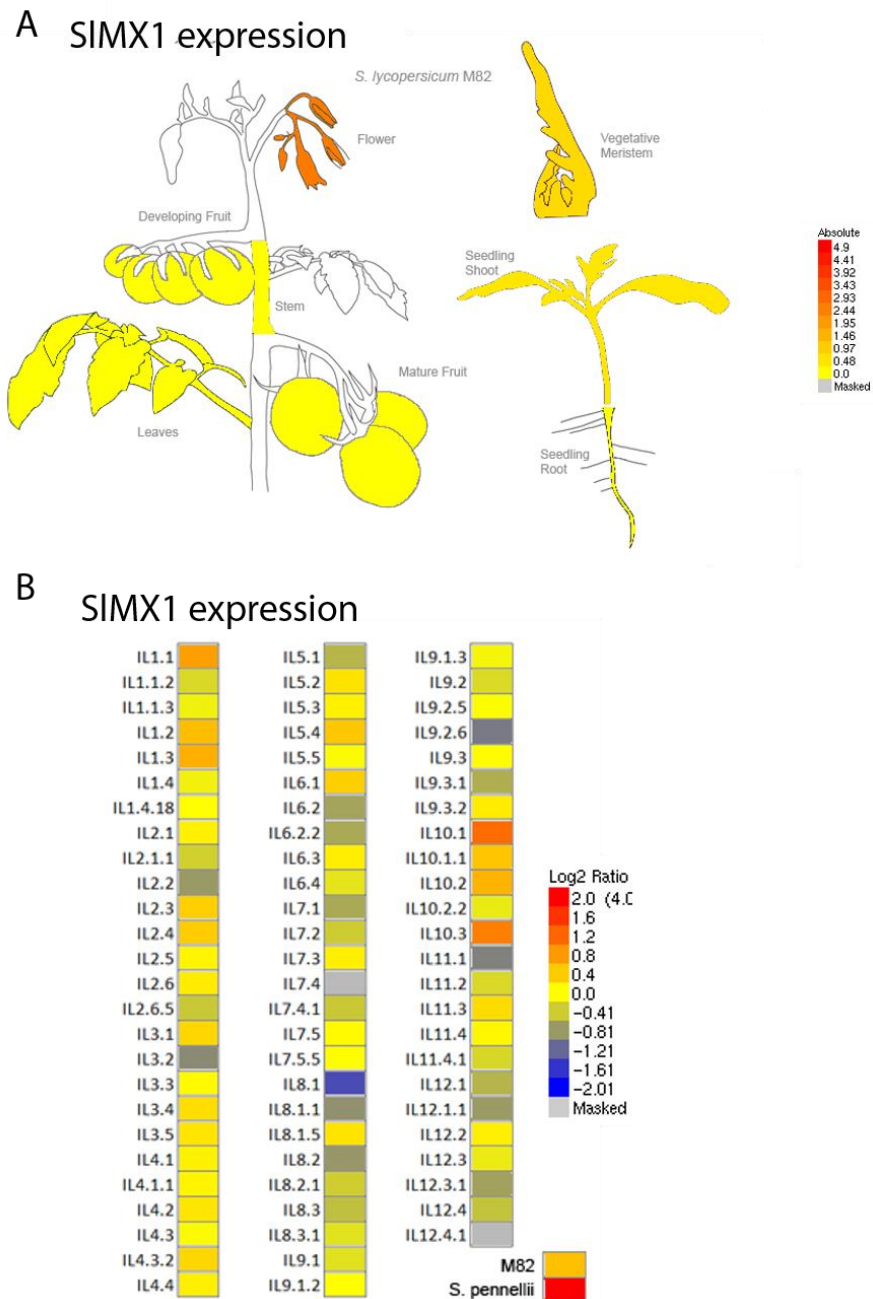 A
SlMX1 expression
S. lycopersicum M82
Flower
Vegetative
Meristem
Developing Fruit
Seedling
Shoot
Stem
Mature Fruit
Leaves
Seedling
Root
Absolute
4.9
4.41
3.92
3.43
2.93
2.44
1.95
1.46
0.97
0.48
0.0
Masked
B
SlMX1 expression
IL1.1
IL1.1.2
IL1.1.3
IL1.2
IL1.3
IL1.4
IL1.4.18
IL2.1
IL2.1.1
IL2.2
IL2.3
IL2.4
IL2.5
IL2.6
IL2.6.5
IL3.1
IL3.2
IL3.3
IL3.4
IL3.5
IL4.1
IL4.1.1
IL4.2
IL4.3
IL4.3.2
IL4.4
IL5.1
IL5.2
IL5.3
IL5.4
IL5.5
IL6.1
IL6.2
IL6.2.2
IL6.3
IL6.4
IL7.1
IL7.2
IL7.3
IL7.4
IL7.4.1
IL7.5
IL7.5.5
IL8.1
IL8.1.1
IL8.1.5
IL8.2
IL8.2.1
IL8.3
IL8.3.1
IL9.1
IL9.1.2
IL9.1.3
IL9.2
IL9.2.5
IL9.2.6
IL9.3
IL9.3.1
IL9.3.2
IL10.1
IL10.1.1
IL10.2
IL10.2.2
IL10.3
IL11.1
IL11.2
IL11.3
IL11.4
IL11.4.1
IL12.1
IL12.1.1
IL12.2
IL12.3
IL12.3.1
IL12.4
IL12.4.1
Log2 Ratio
2.0 (4.0
1.6
1.2
0.8
0.4
0.0
-0.41
-0.81
-1.21
-1.61
-2.01
Masked
M82
S. pennellii